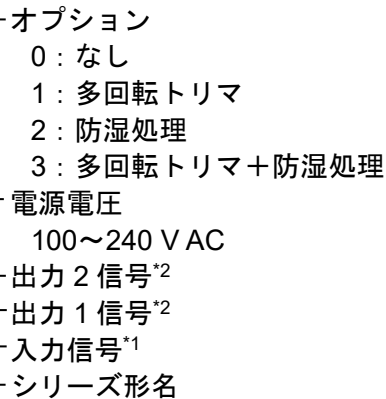 オプション
0：なし
1：多回転トリマ
2：防湿処理
3：多回転トリマ＋防湿処理
電源電圧
100～240 V AC
出力 2 信号*2
出力 1 信号*2
入力信号*1
シリーズ形名